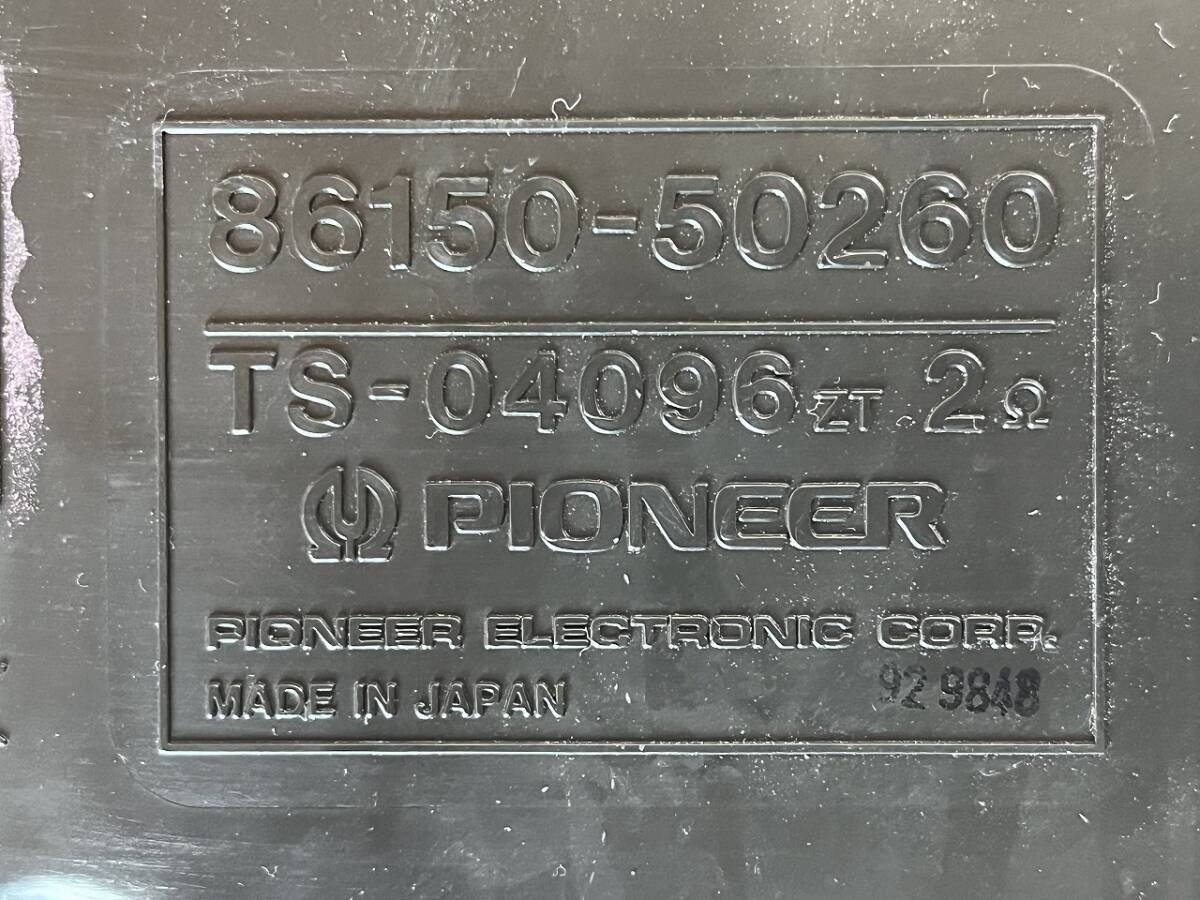 86150-50260
TS-04096 ZT 2Ω
PIONEER
PIONEER ELECTRONIC CORP.
MADE IN JAPAN 92 9848